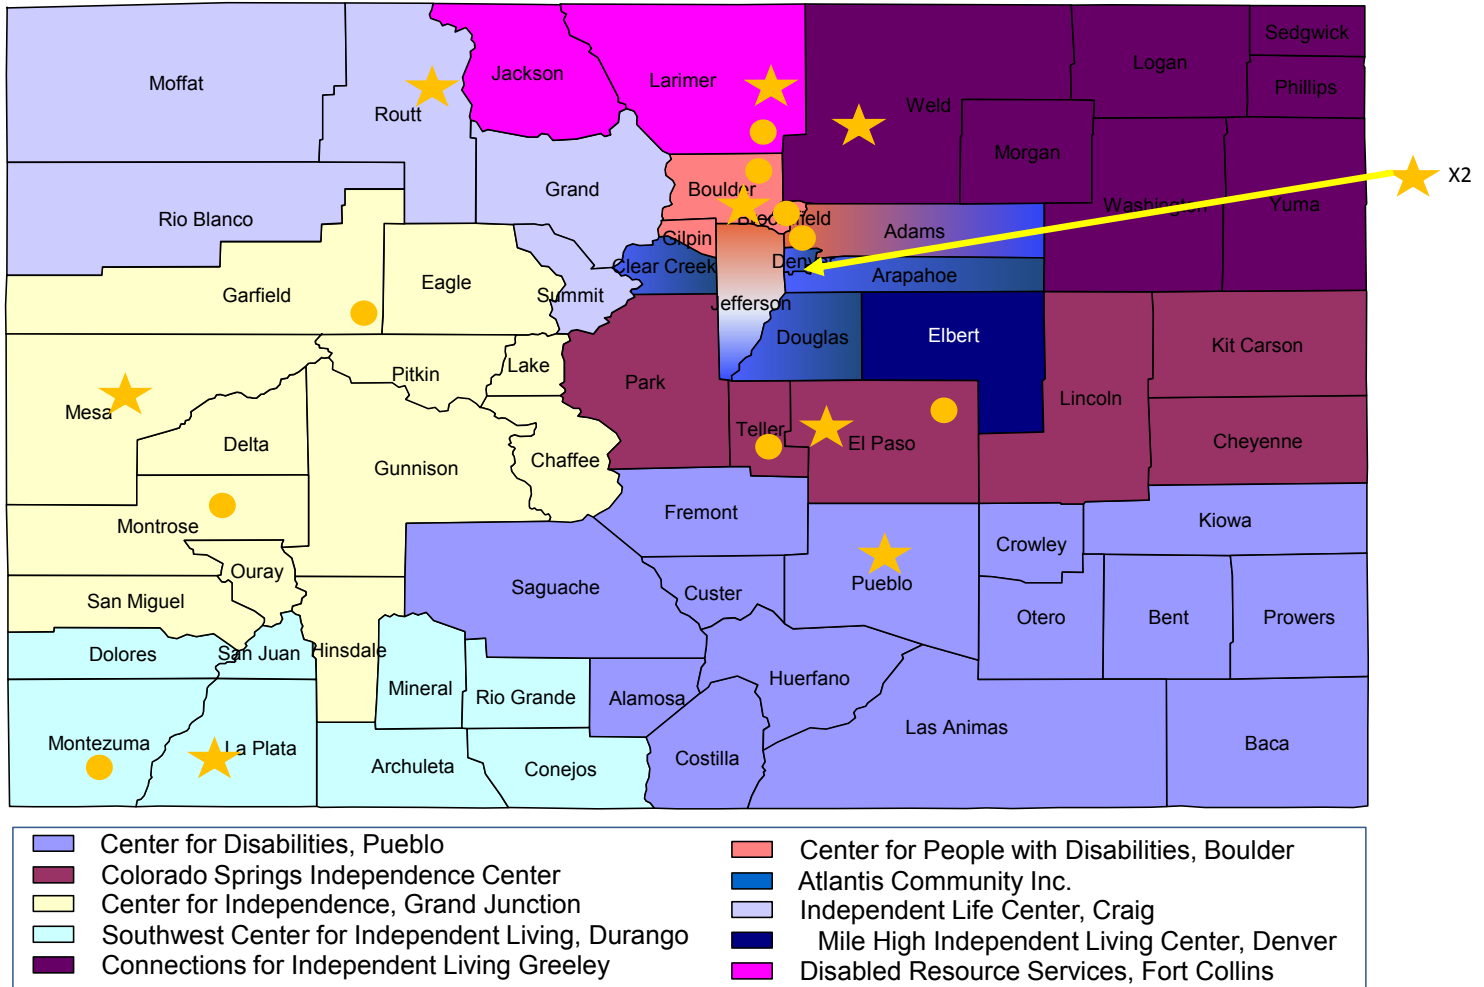 Sedgwick
Logan
Jackson
Larimer
Moffat
Phillips
Weld
Routt
Morgan
Grand
Boulder
X2
Rio Blanco
Washington
Yuma
Broomfield
Adams
Gilpin
Denver
Clear Creek
Arapahoe
Eagle
Garfield
Summit
Jefferson
Douglas
Elbert
Kit Carson
Lake
Pitkin
Park
Lincoln
Mesa
Teller
El Paso
Cheyenne
Delta
Chaffee
Gunnison
Fremont
Kiowa
Montrose
Crowley
Ouray
Pueblo
Saguache
Custer
San Miguel
Otero
Bent
Prowers
Dolores
San Juan
Hinsdale
Mineral
Rio Grande
Alamosa
Huerfano
Las Animas
Montezuma
La Plata
Baca
Archuleta
Conejos
Costilla
Center for Disabilities, Pueblo
Colorado Springs Independence Center
Center for Independence, Grand Junction
Southwest Center for Independent Living, Durango
Connections for Independent Living Greeley
Center for People with Disabilities, Boulder
Atlantis Community Inc.
Independent Life Center, Craig
Mile High Independent Living Center, Denver
Disabled Resource Services, Fort Collins